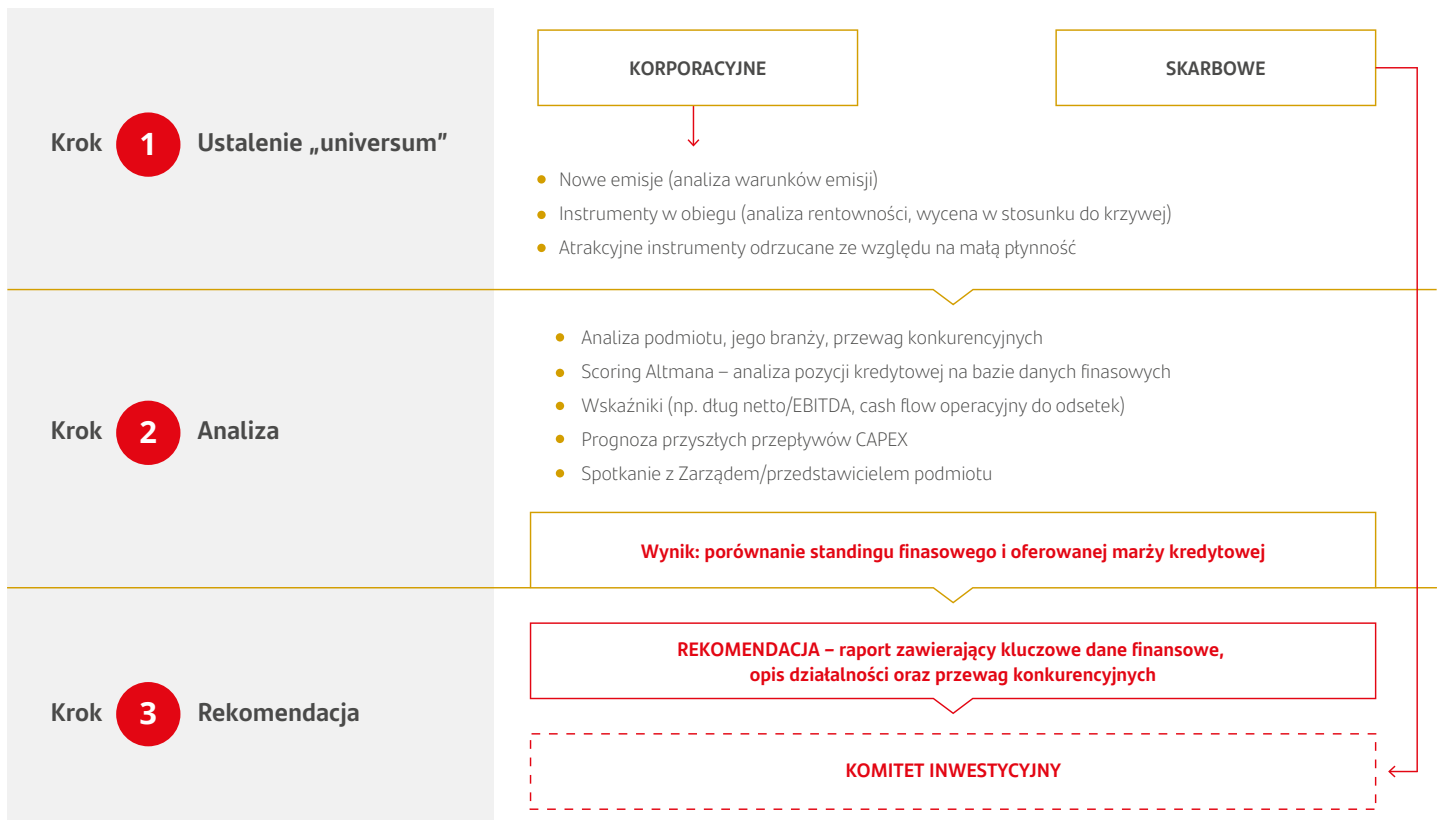 KORPORACYJNE
SKARBOWE
Krok 1 Ustalenie „universum”
Nowe emisje (analiza warunków emisji)
Instrumenty w obiegu (analiza rentowności, wycena w stosunku do krzywej)
Atrakcyjne instrumenty odrzucane ze względu na małą płynność
Krok 2 Analiza
Analiza podmiotu, jego branży, przewag konkurencyjnych
Scoring Altmana – analiza pozycji kredytowej na bazie danych finasowych
Wskaźniki (np. dług netto/EBITDA, cash flow operacyjny do odsetek)
Prognoza przyszłych przepływów CAPEX
Spotkanie z Zarządem/przedstawicielem podmiotu
Wynik: porównanie standingu finasowego i oferowanej marży kredytowej
Krok 3 Rekomendacja
REKOMENDACJA – raport zawierający kluczowe dane finansowe,
opis działalności oraz przewag konkurencyjnych
KOMITET INWESTYCYJNY